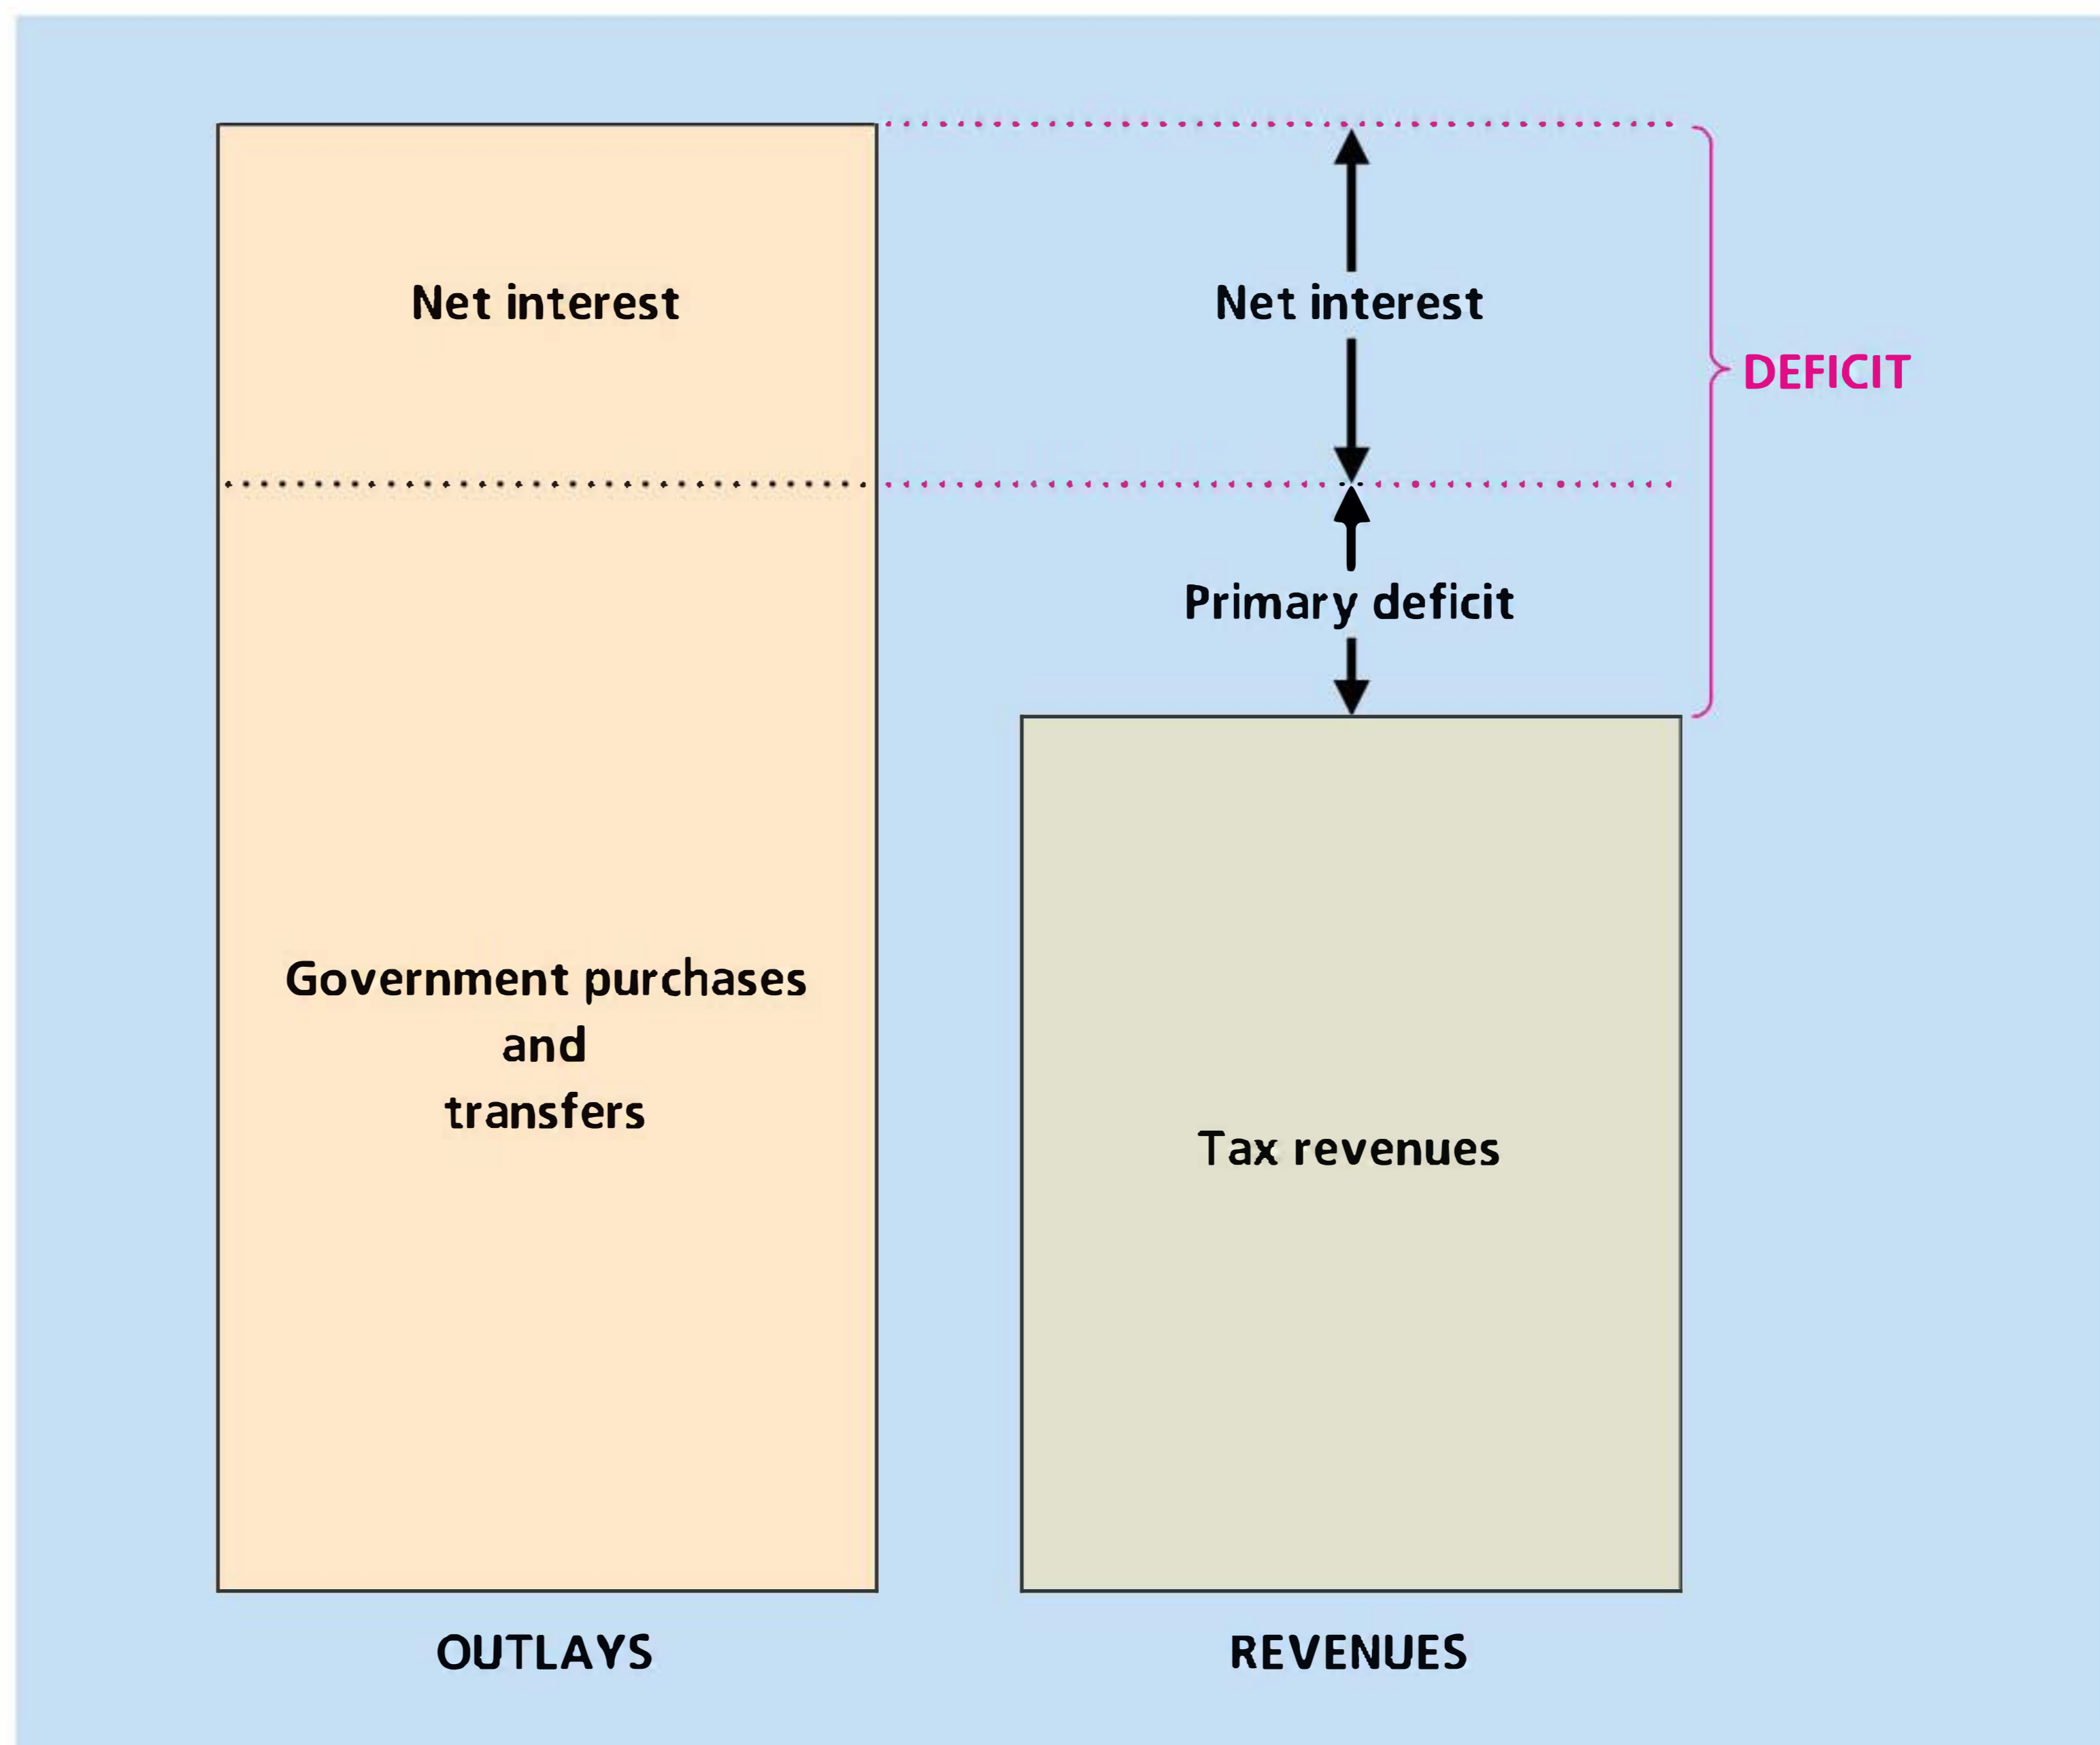 Net interest
Net interest
DEFICIT
Primary deficit
Government purchases
and
transfers
Tax revenues
OUTLAYS
REVENUES